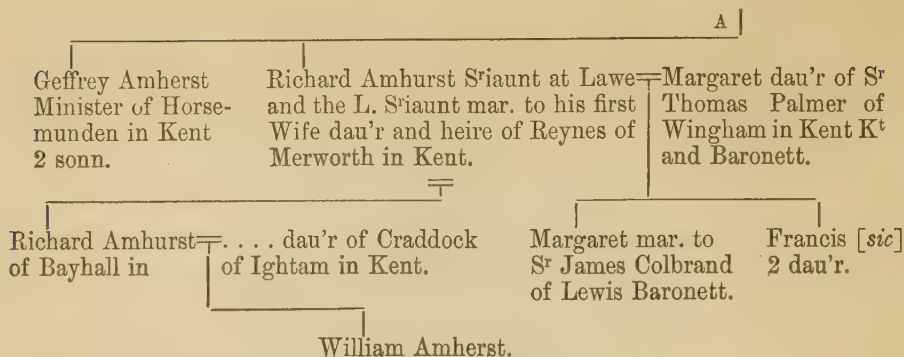 A
Geffrey Amherst
Minister of Horse-
munden in Kent
2 sonn.
Richard Amhurst Sʳiaunt at Lawe
and the L. Sʳiaunt mar. to his first
Wife dau'r and heire of Reynes of
Merworth in Kent.
Margaret dau'r of Sʳ
Thomas Palmer of
Wingham in Kent Kᵗ
and Baronett.
Richard Amhurst
of Bayhall in
. . . . dau'r of Craddock
of Ightam in Kent.
Margaret mar. to
Sʳ James Colbrand
of Lewis Baronett.
Francis [sic]
2 dau'r.
William Amherst.